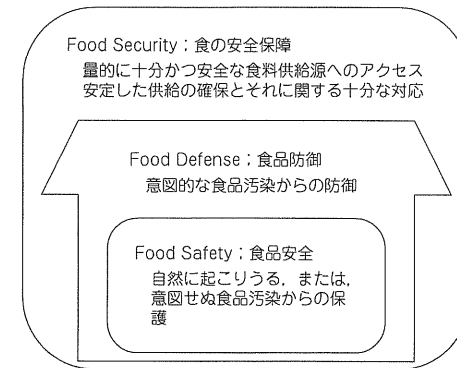 Food Security：食の安全保障
量的に十分かつ安全な食料供給源へのアクセス
安定した供給の確保とそれに関する十分な対応
Food Defense：食品防御
意図的な食品汚染からの防御
Food Safety：食品安全
自然に起こりうる，または，
意図せぬ食品汚染からの保
護